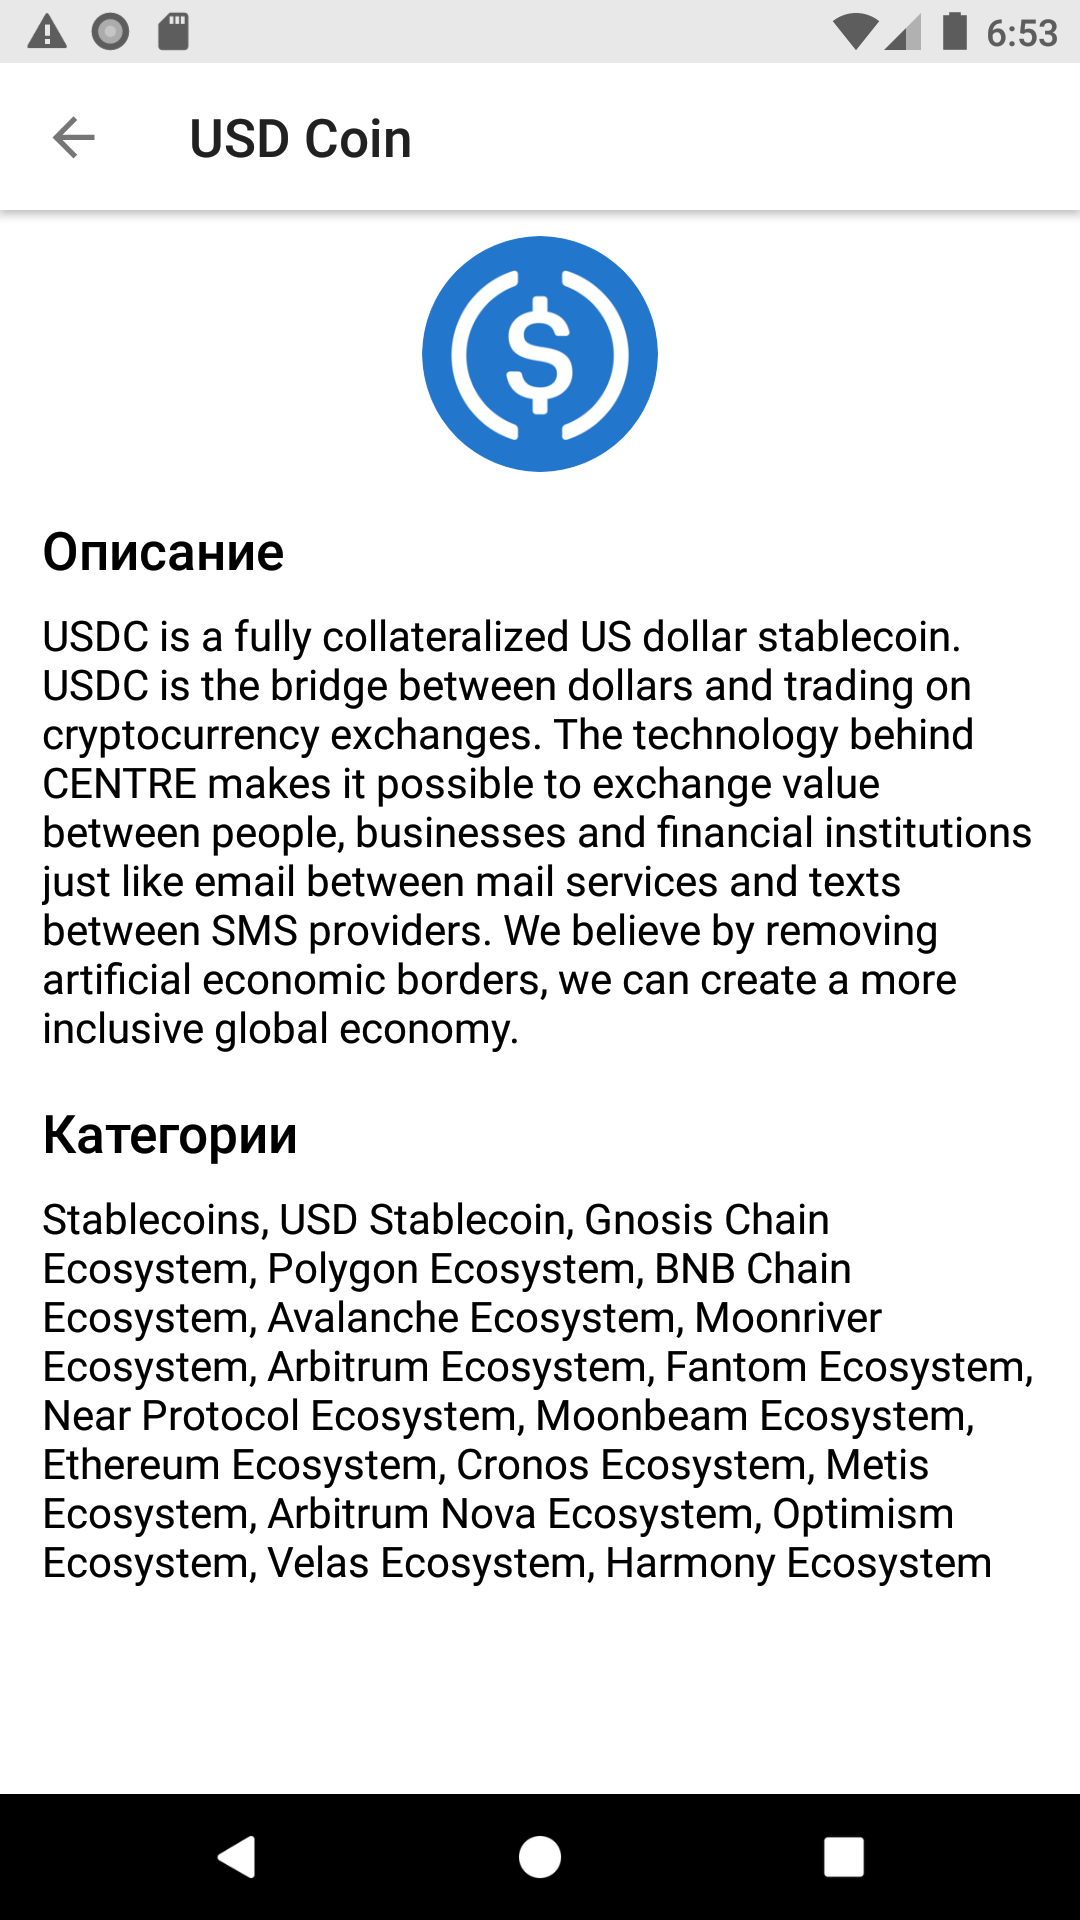 6:53
USD Coin
$
Описание
USDC is a fully collateralized US dollar stablecoin.
USDC is the bridge between dollars and trading on
cryptocurrency exchanges. The technology behind
CENTRE makes it possible to exchange value
between people, businesses and financial institutions
just like email between mail services and texts
between SMS providers. We believe by removing
artificial economic borders, we can create a more
inclusive global economy.
Категории
Stablecoins, USD Stablecoin, Gnosis Chain
Ecosystem, Polygon Ecosystem, BNB Chain
Ecosystem, Avalanche Ecosystem, Moonriver
Ecosystem, Arbitrum Ecosystem, Fantom Ecosystem,
Near Protocol Ecosystem, Moonbeam Ecosystem,
Ethereum Ecosystem, Cronos Ecosystem, Metis
Ecosystem, Arbitrum Nova Ecosystem, Optimism
Ecosystem, Velas Ecosystem, Harmony Ecosystem